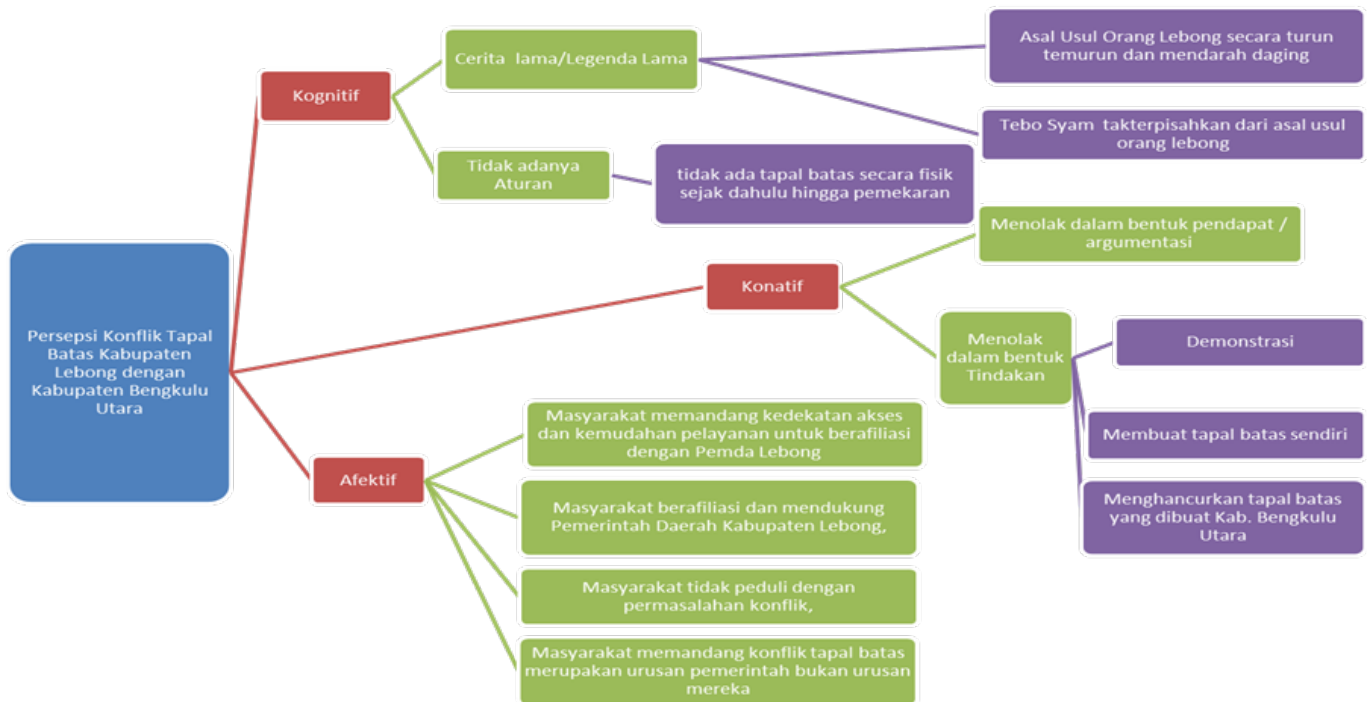 Persepsi Konflik Tapal
Batas Kabupaten
Lebong dengan
Kabupaten Bengkulu
Utara
Kognitif
Cerita lama/Legenda Lama
Asal Usul Orang Lebong secara turun
temurun dan mendarah daging
Tebo Syam takterpisahkan dari asal usul
orang lebong
Tidak adanya
Aturan
tidak ada tapal batas secara fisik
sejak dahulu hingga pemekaran
Konatif
Menolak dalam bentuk pendapat /
argumentasi
Menolak
dalam bentuk
Tindakan
Demonstrasi
Membuat tapal batas sendiri
Menghancurkan tapal batas
yang dibuat Kab. Bengkulu
Utara
Afektif
Masyarakat memandang kedekatan akses
dan kemudahan pelayanan untuk berafiliasi
dengan Pemda Lebong
Masyarakat berafiliasi dan mendukung
Pemerintah Daerah Kabupaten Lebong,
Masyarakat tidak peduli dengan
permasalahan konflik,
Masyarakat memandang konflik tapal batas
merupakan urusan pemerintah bukan urusan
mereka